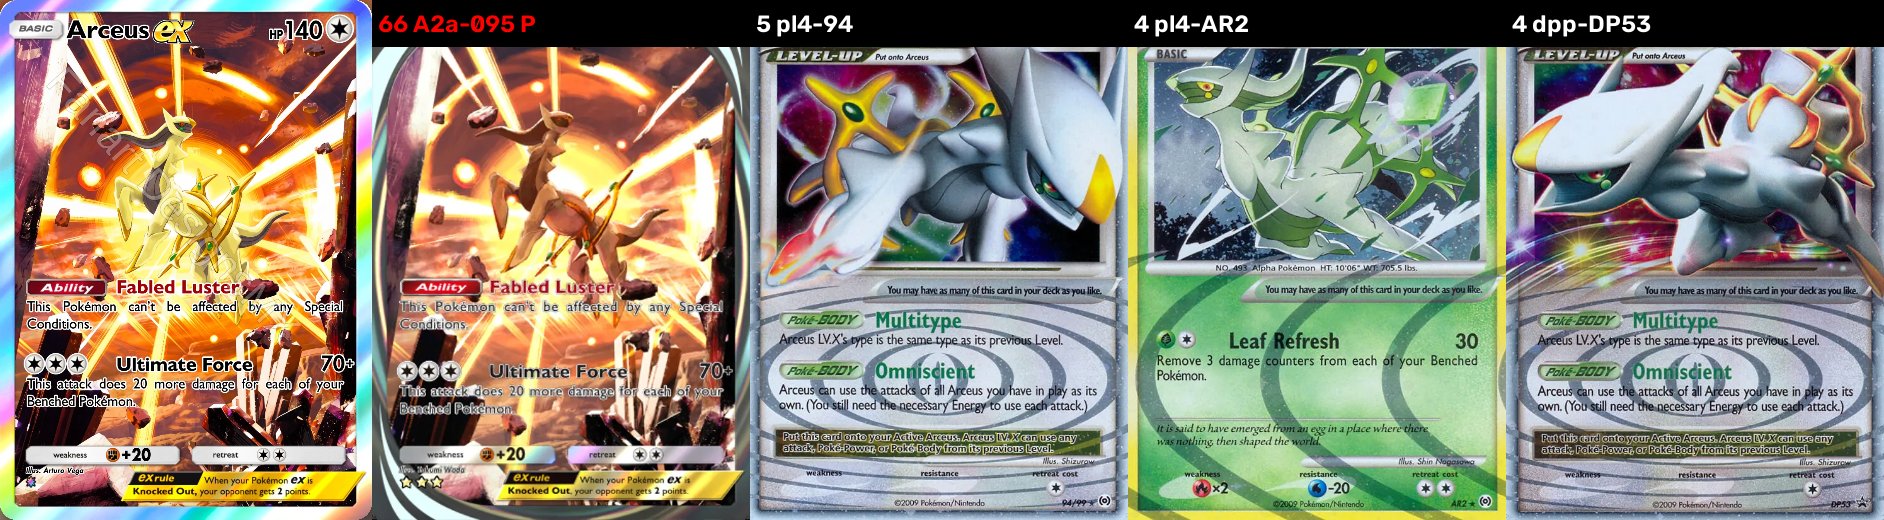 BASIC Arceus ex HP 140
Ability Fabled Luster
This Pokémon can't be affected by any Special
Conditions.
Ultimate Force 70+
This attack does 20 more damage for each of your
Benched Pokémon.
weakness +20 retreat
Illus. Arturo Vega
ex rule When your Pokémon ex is
Knocked Out, your opponent gets 2 points.
66 A2a-095 P
Ability Fabled Luster
This Pokémon can't be affected by any Special
Conditions.
Ultimate Force 70+
This attack does 20 more damage for each of your
Benched Pokémon.
weakness +20 retreat
Illus. Takumi Wada
ex rule When your Pokémon ex is
Knocked Out, your opponent gets 2 points.
5 pl4-94
LEVEL-UP Put onto Arceus
You may have as many of this card in your deck as you like.
Poké-BODY Multitype
Arceus LV.X's type is the same type as its previous Level.
Poké-BODY Omniscient
Arceus can use the attacks of all Arceus you have in play as its
own. (You still need the necessary Energy to use each attack.)
Put this card onto your Active Arceus. Arceus LV.X can use any
attack, Poké-Power, or Poké-Body from its previous Level.
Illus. Shizurow
weakness resistance retreat cost
©2009 Pokémon/Nintendo 94/99
4 pl4-AR2
BASIC
NO. 493 Alpha Pokémon HT: 10'06" WT: 705.5 lbs.
You may have as many of this card in your deck as you like.
Leaf Refresh 30
Remove 3 damage counters from each of your Benched
Pokémon.
It is said to have emerged from an egg in a place where there
was nothing, then shaped the world.
Illus. Shin Nagasawa
weakness resistance retreat cost
×2 -20
©2009 Pokémon/Nintendo AR2
4 dpp-DP53
LEVEL-UP Put onto Arceus
You may have as many of this card in your deck as you like.
Poké-BODY Multitype
Arceus LV.X's type is the same type as its previous Level.
Poké-BODY Omniscient
Arceus can use the attacks of all Arceus you have in play as its
own. (You still need the necessary Energy to use each attack.)
Put this card onto your Active Arceus. Arceus LV.X can use any
attack, Poké-Power, or Poké-Body from its previous Level.
Illus. Shizurow
weakness resistance retreat cost
©2009 Pokémon/Nintendo DP53